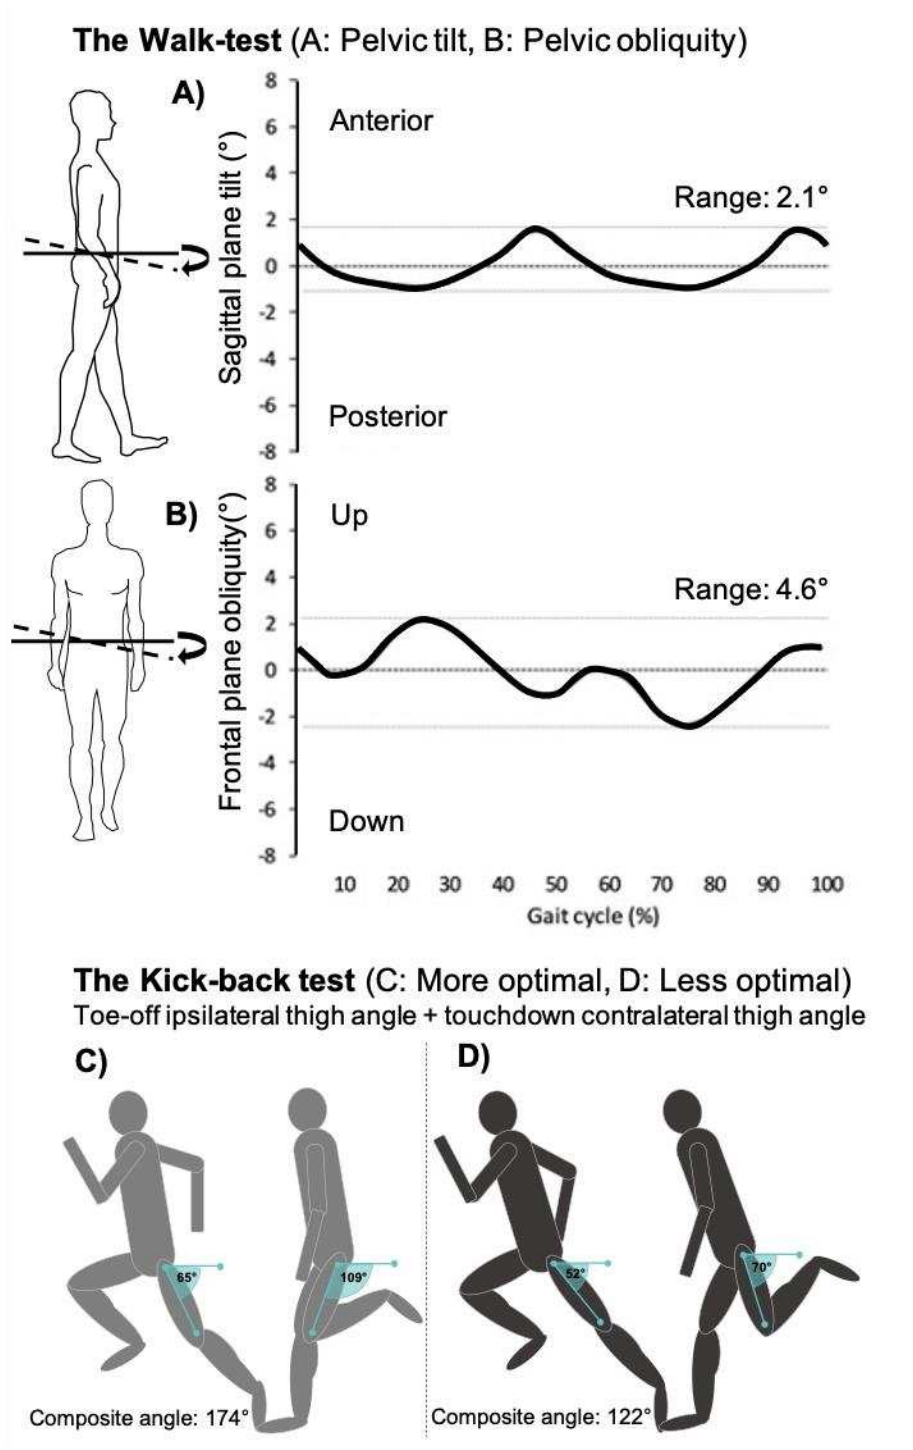 The Walk-test (A: Pelvic tilt, B: Pelvic obliquity)
A)
Sagittal plane tilt (°)
8
6
4
2
0
-2
-4
-6
-8
Anterior
Range: 2.1°
Posterior
B)
Frontal plane obliquity(°)
8
6
4
2
0
-2
-4
-6
-8
Up
Range: 4.6°
Down
10 20 30 40 50 60 70 80 90 100
Gait cycle (%)
The Kick-back test (C: More optimal, D: Less optimal)
Toe-off ipsilateral thigh angle + touchdown contralateral thigh angle
C)
65°
109°
Composite angle: 174°
D)
52°
70°
Composite angle: 122°